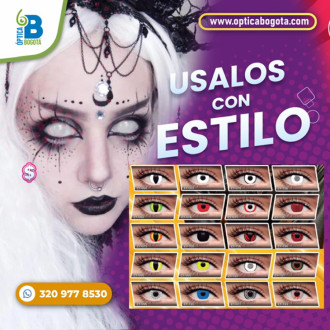 ÓPTICA
B
BOGOTÁ
www.opticabogota.com
USALOS
CON
ESTILO
$
320 977 8530